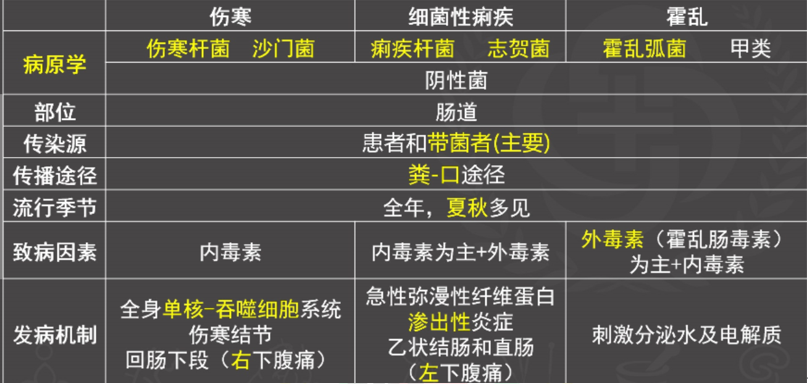 伤寒 细菌性痢疾 霍乱
病原学 伤寒杆菌 沙门菌 痢疾杆菌 志贺菌 霍乱弧菌 甲类
阴性菌
部位 肠道
传染源 患者和带菌者(主要)
传播途径 粪-口途径
流行季节 全年，夏秋多见
致病因素 内毒素 内毒素为主+外毒素 外毒素（霍乱肠毒素）
为主+内毒素
发病机制 全身单核-吞噬细胞系统
伤寒结节
回肠下段（右下腹痛）
急性弥漫性纤维蛋白
渗出性炎症
乙状结肠和直肠
（左下腹痛）
刺激分泌水及电解质